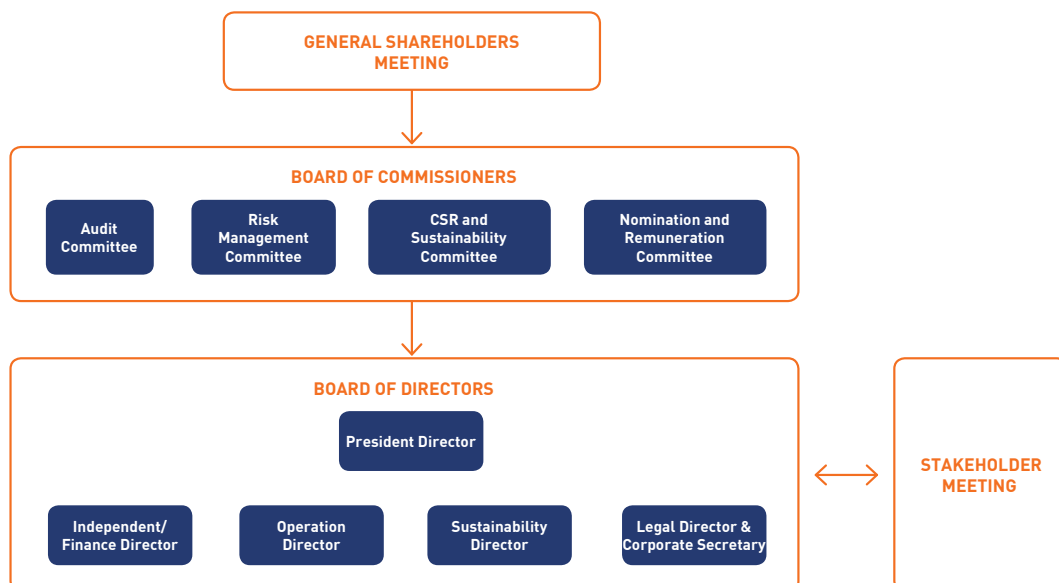 GENERAL SHAREHOLDERS
MEETING
BOARD OF COMMISSIONERS
Audit
Committee
Risk
Management
Committee
CSR and
Sustainability
Committee
Nomination and
Remuneration
Committee
BOARD OF DIRECTORS
President Director
Independent/
Finance Director
Operation
Director
Sustainability
Director
Legal Director &
Corporate Secretary
STAKEHOLDER
MEETING